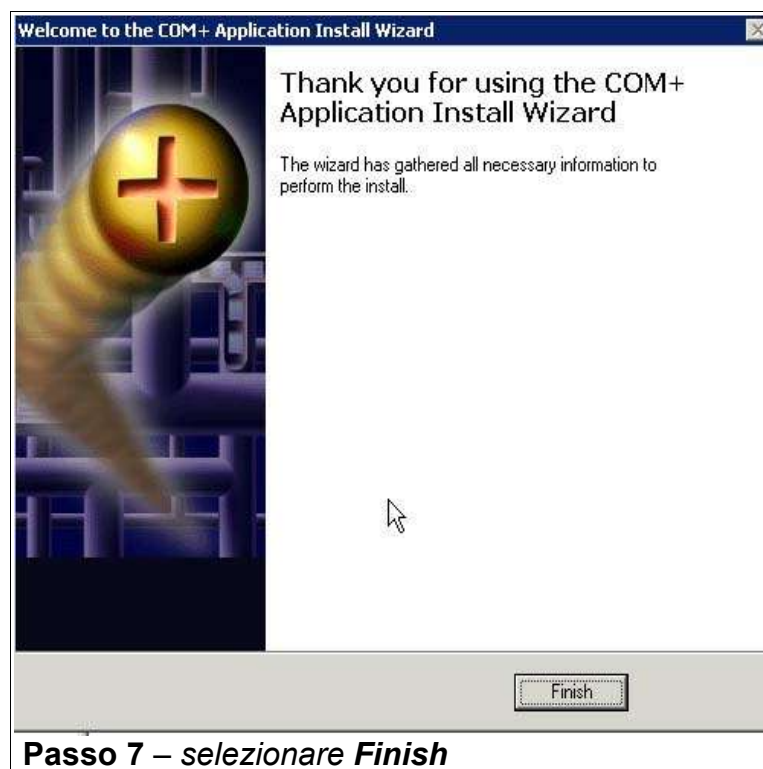 Welcome to the COM+ Application Install Wizard
Thank you for using the COM+
Application Install Wizard
The wizard has gathered all necessary information to
perform the install.
Finish
Passo 7 – selezionare Finish